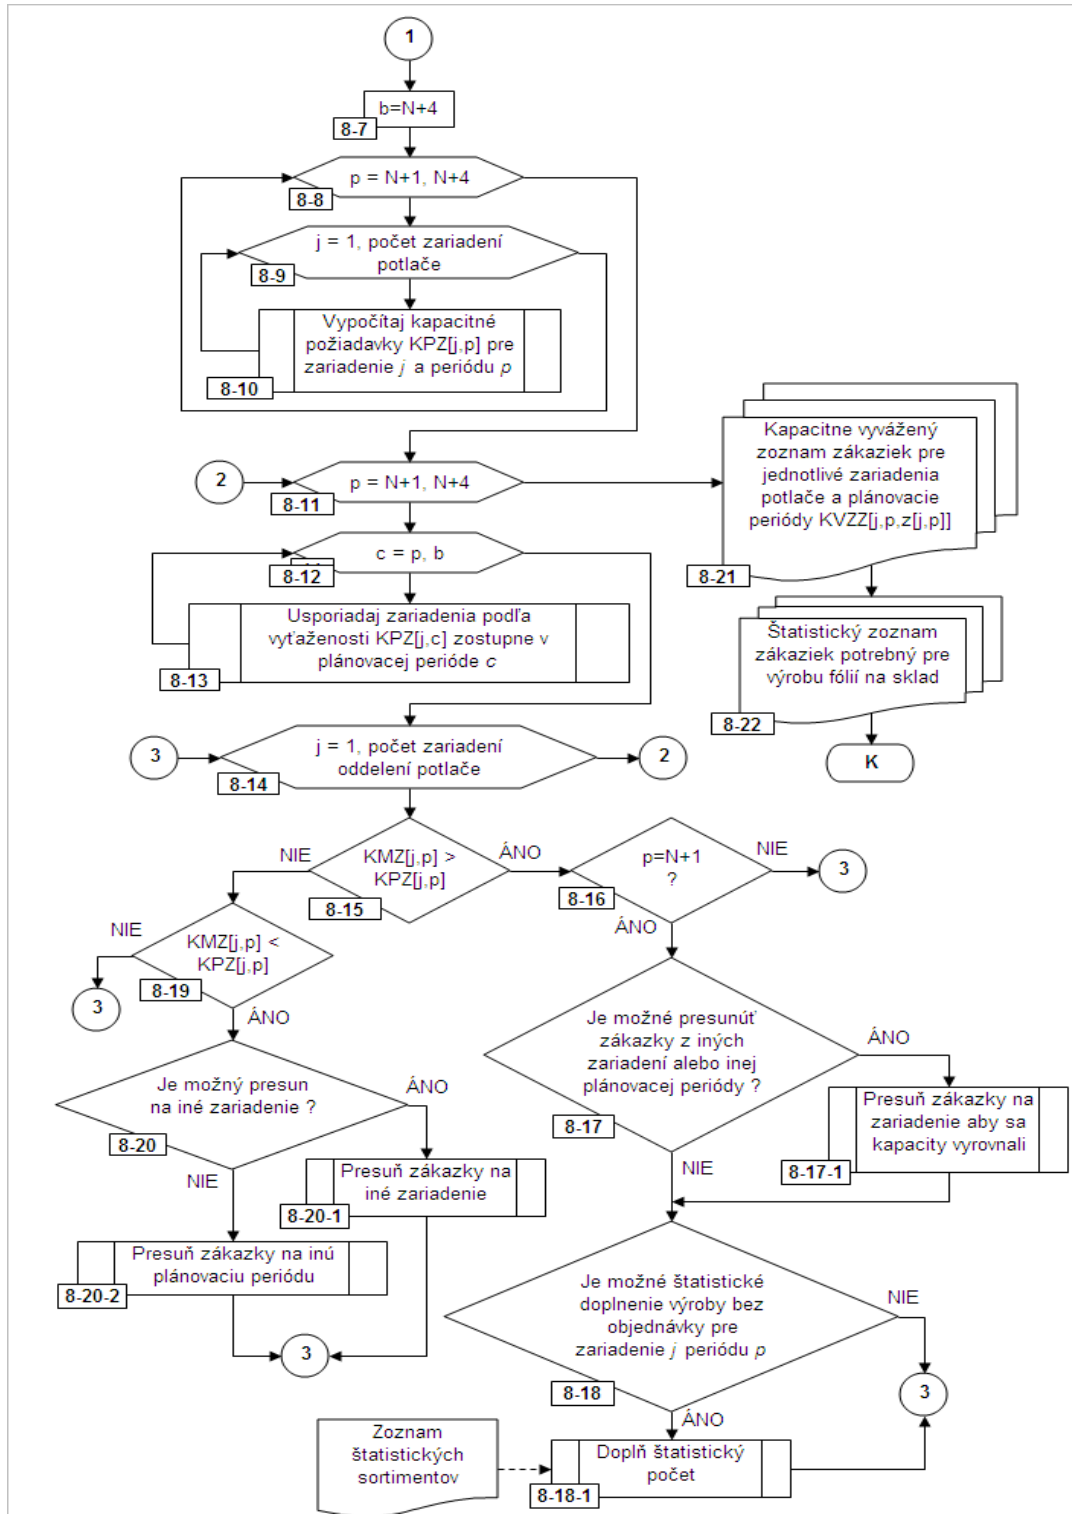 1
b=N+4
8-7
p = N+1, N+4
8-8
j = 1, počet zariadení
potlače
8-9
Vypočítaj kapacitné
požiadavky KPZ[j,p] pre
zariadenie j a periódu p
8-10
2
p = N+1, N+4
8-11
Kapacitne vyvážený
zoznam zákaziek pre
jednotlivé zariadenia
potlače a plánovacie
periódy KVZZ[j,p,z[j,p]]
8-21
c = p, b
8-12
Usporiadaj zariadenia podľa
vyťaženosti KPZ[j,c] zostupne v
plánovacej perióde c
8-13
Štatistický zoznam
zákaziek potrebný pre
výrobu fólií na sklad
8-22
K
3
j = 1, počet zariadení
oddelení potlače
8-14
2
NIE
KMZ[j,p] >
KPZ[j,p]
8-15
ÁNO
p=N+1
?
8-16
NIE
3
ÁNO
NIE
KMZ[j,p] <
KPZ[j,p]
8-19
3
ÁNO
Je možné presunúť
zákazky z iných
zariadení alebo inej
plánovacej periódy ?
8-17
ÁNO
Presuň zákazky na
zariadenie aby sa
kapacity vyrovnali
8-17-1
NIE
Je možný presun
na iné zariadenie ?
8-20
ÁNO
NIE
Presuň zákazky na
iné zariadenie
8-20-1
Presuň zákazky na inú
plánovaciu periódu
8-20-2
3
Je možné štatistické
doplnenie výroby bez
objednávky pre
zariadenie j periódu p
8-18
NIE
3
ÁNO
Zoznam
štatistických
sortimentov
Doplň štatistický
počet
8-18-1